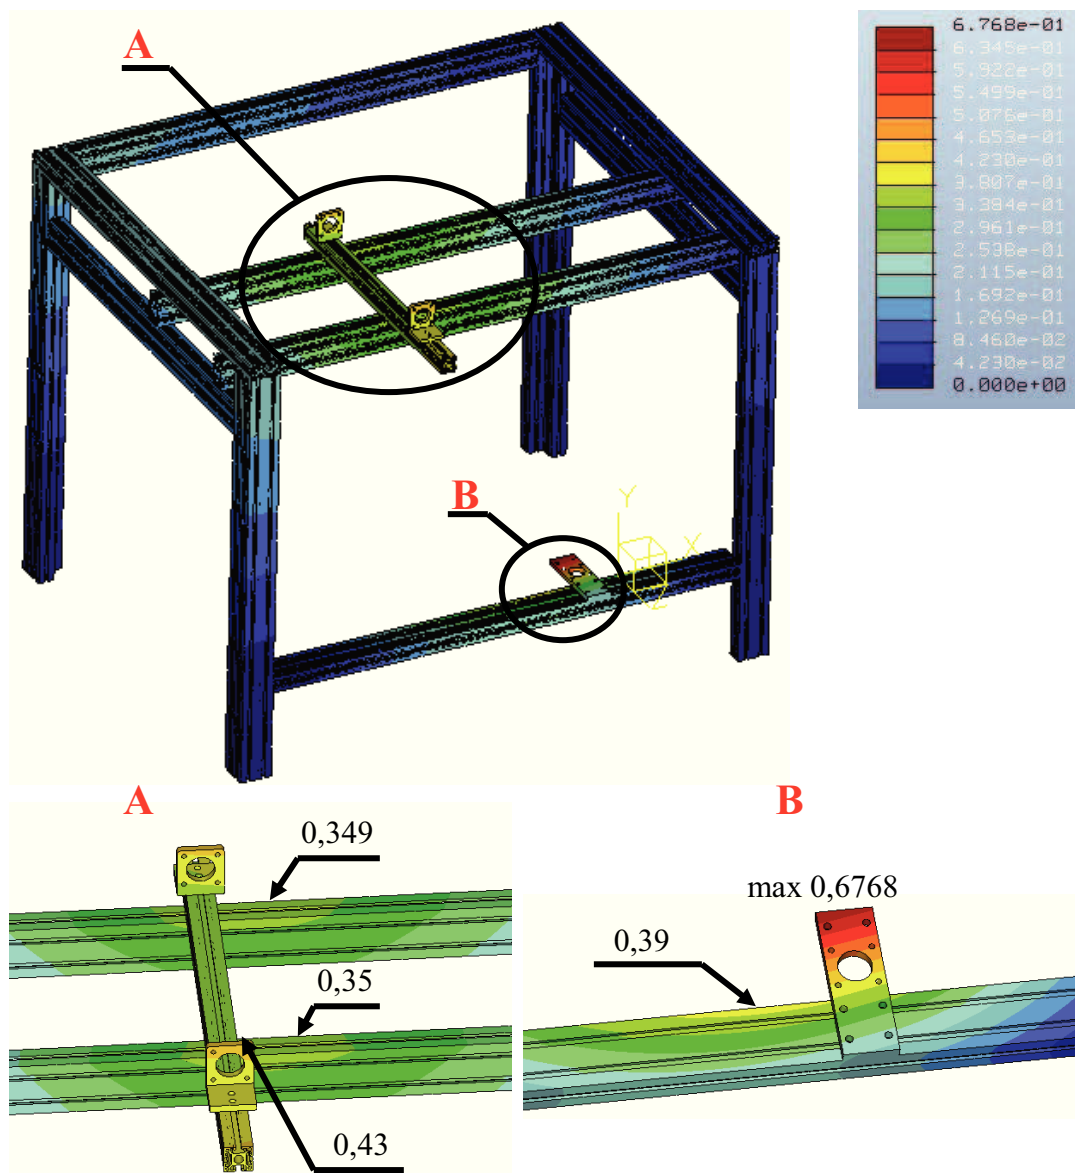 A
6.768e-01
6.345e-01
5.922e-01
5.499e-01
5.076e-01
4.653e-01
4.230e-01
3.807e-01
3.384e-01
2.961e-01
2.538e-01
2.115e-01
1.692e-01
1.269e-01
8.460e-02
4.230e-02
0.000e+00
B
Y
X
Z
A
B
0,349
0,35
0,43
max 0,6768
0,39